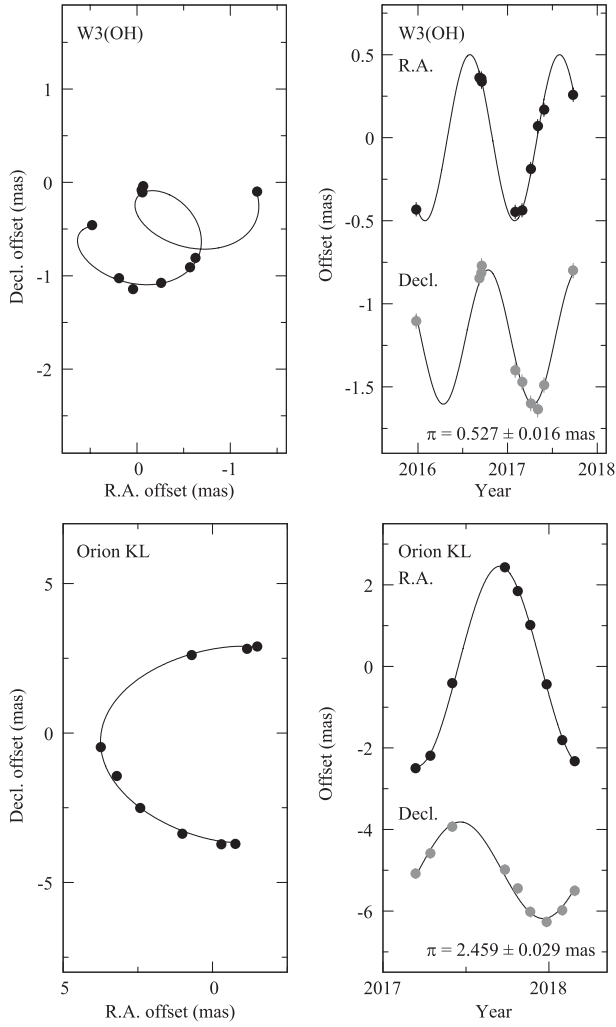 W3(OH)
1
0
-1
-2
0
-1
Decl. offset (mas)
R.A. offset (mas)
W3(OH)
R.A.
0.5
0
-0.5
-1
-1.5
Decl.
π = 0.527 ± 0.016 mas
2016
2017
2018
Offset (mas)
Year
Orion KL
5
0
-5
5
0
Decl. offset (mas)
R.A. offset (mas)
Orion KL
R.A.
2
0
-2
-4
-6
Decl.
π = 2.459 ± 0.029 mas
2017
2018
Offset (mas)
Year